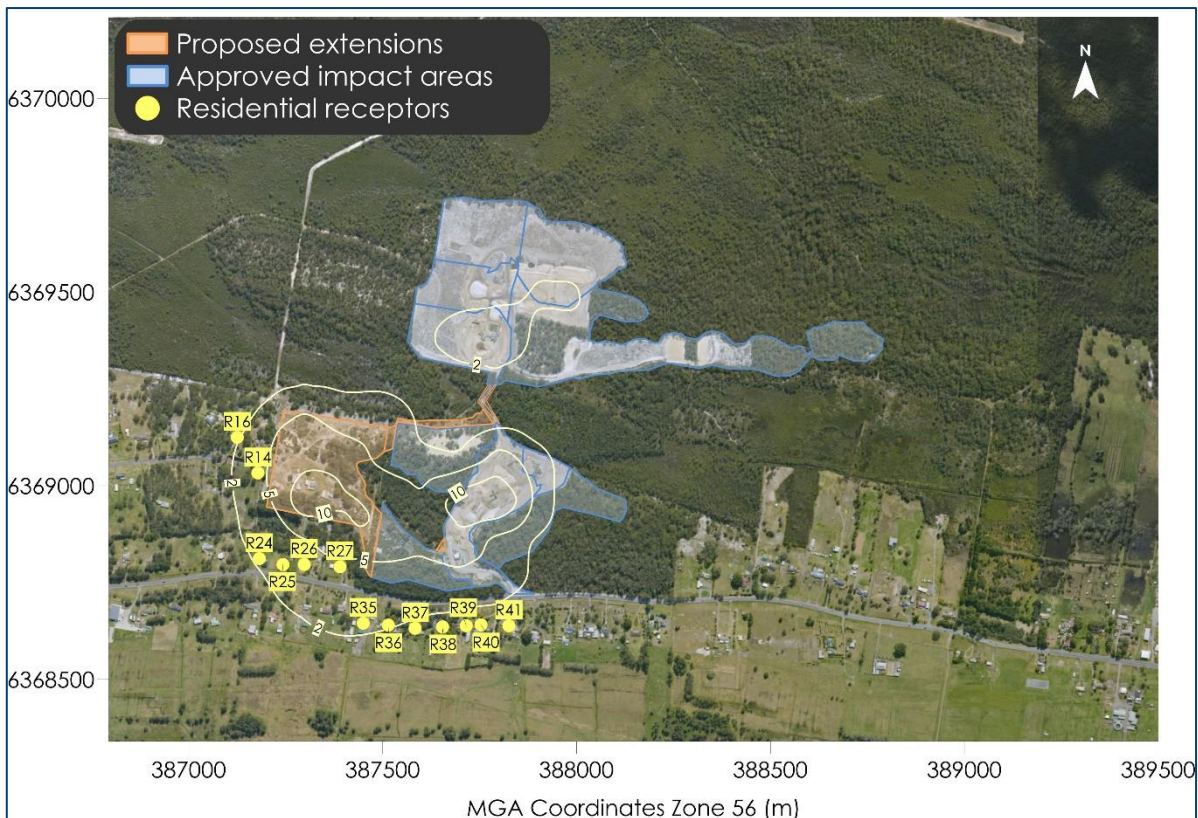 Proposed extensions
Approved impact areas
Residential receptors
N
6370000
6369500
2
6369000
R16
R14
2
5
10
10
R24
R25
R26
R27
5
2
R35
R36
R37
R38
R39
R40
R41
6368500
387000 387500 388000 388500 389000 389500
MGA Coordinates Zone 56 (m)